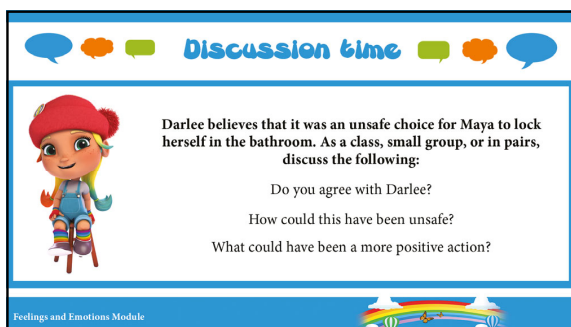 Discussion time
Darlee believes that it was an unsafe choice for Maya to lock
herself in the bathroom. As a class, small group, or in pairs,
discuss the following:
Do you agree with Darlee?
How could this have been unsafe?
What could have been a more positive action?
Feelings and Emotions Module